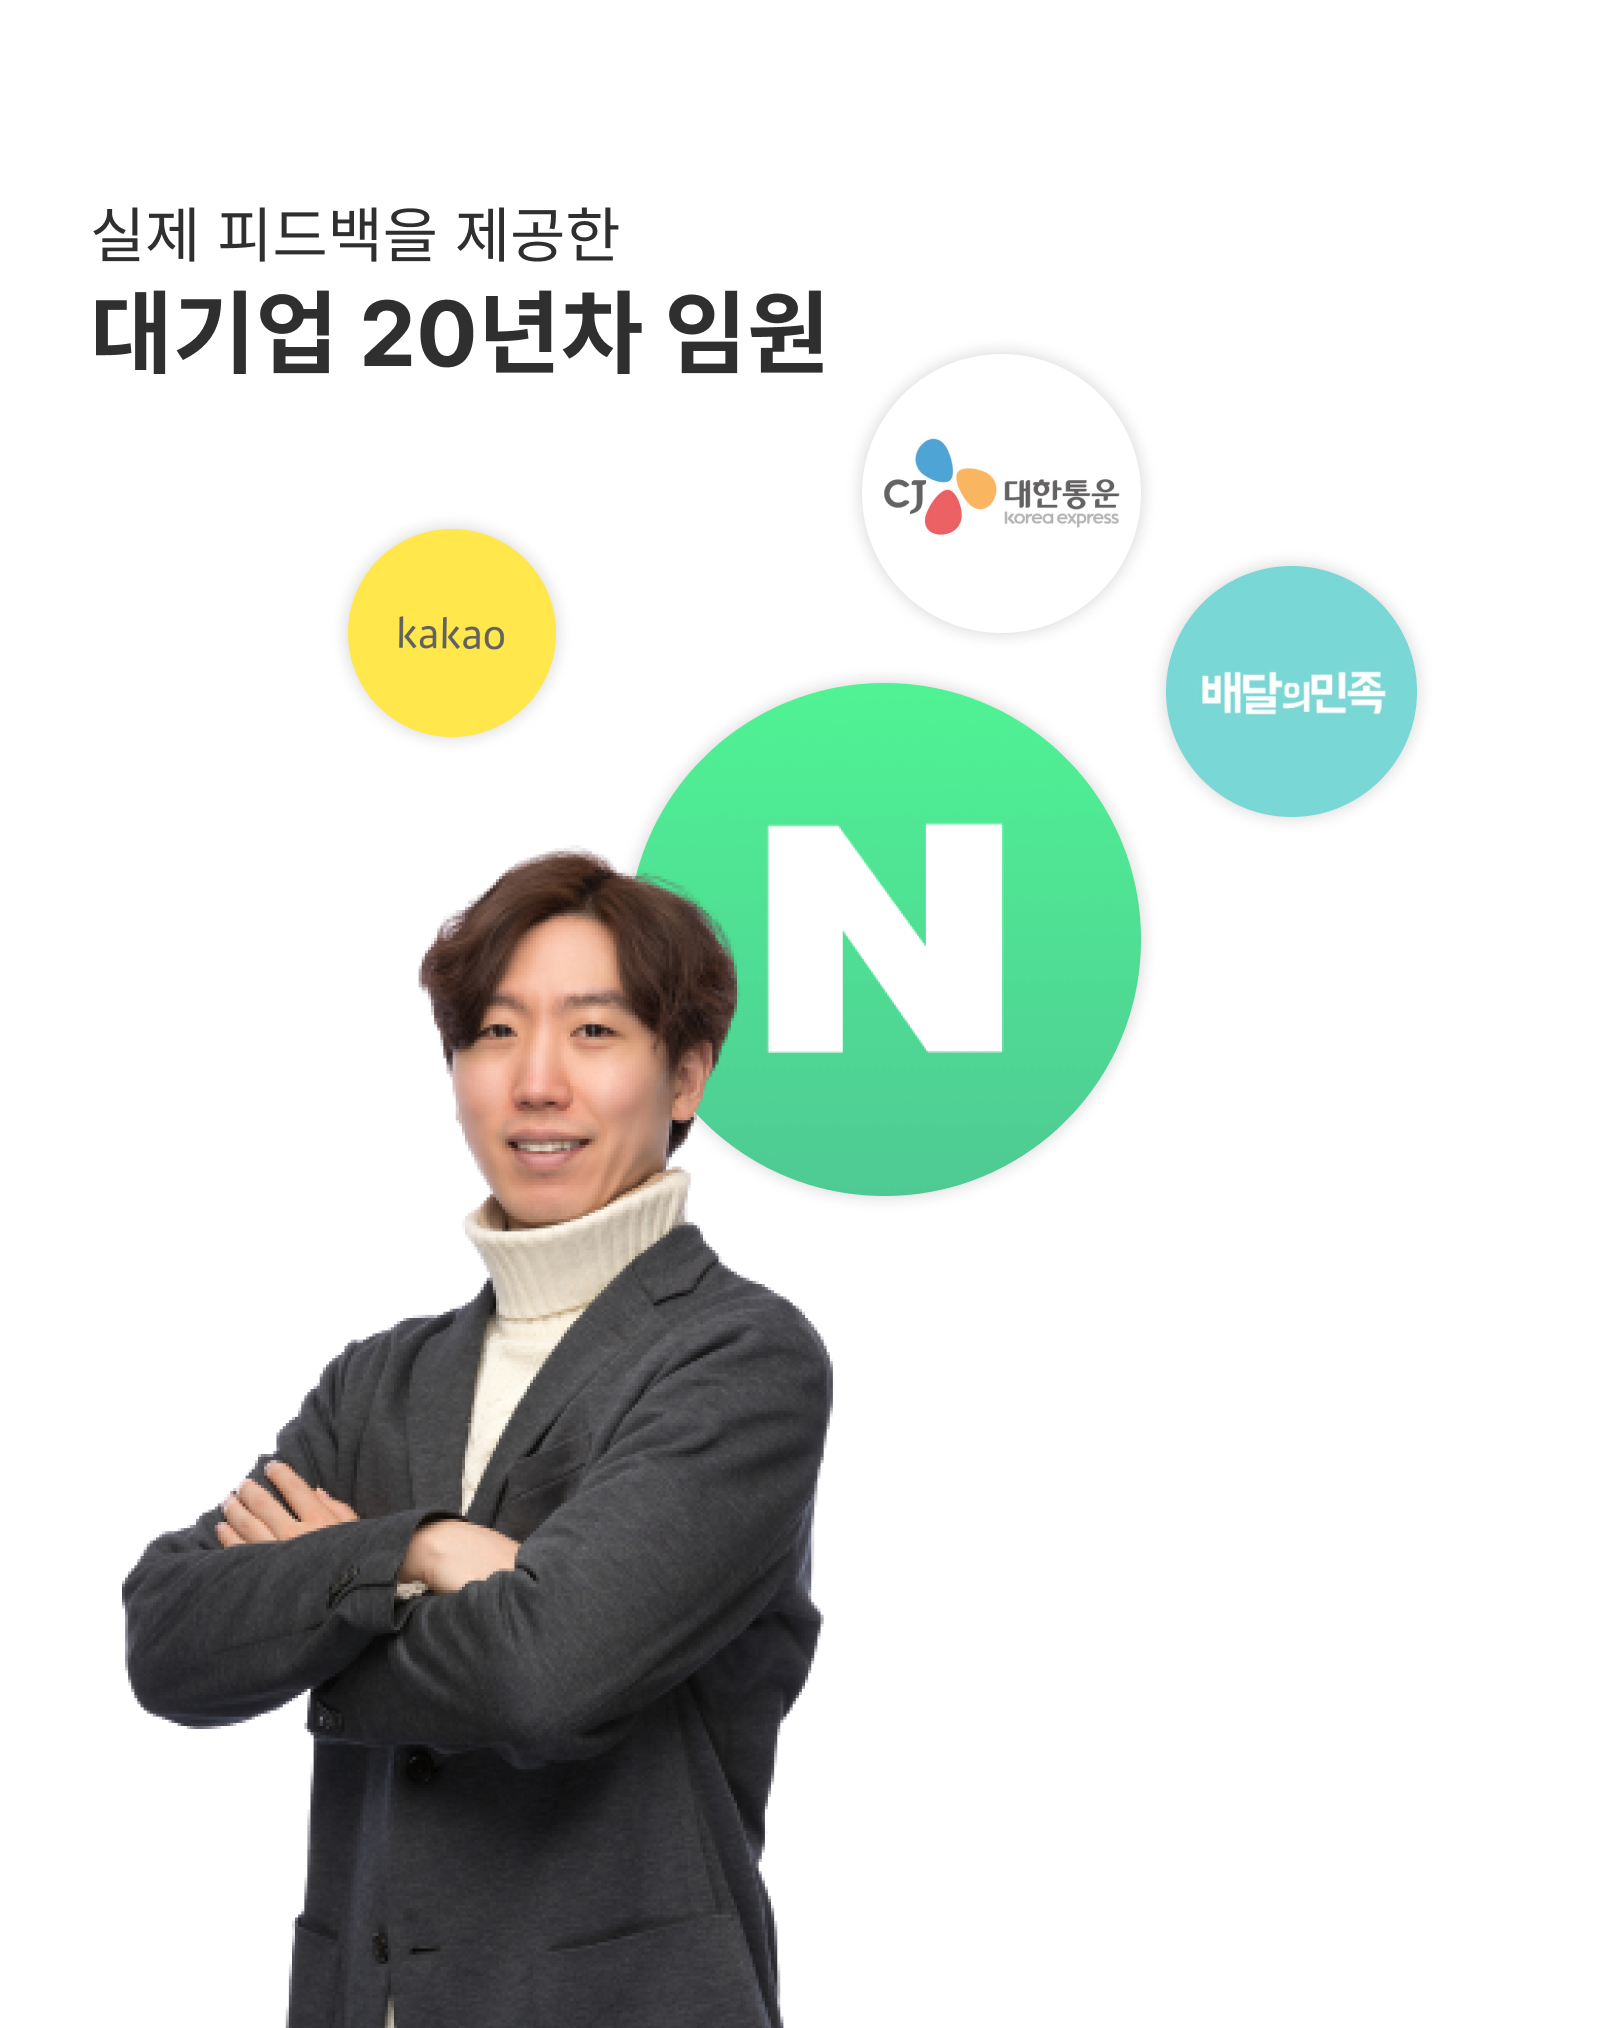 실제 피드백을 제공한
대기업 20년차 임원
CJ 대한통운
korea express
kakao
배달의민족
N